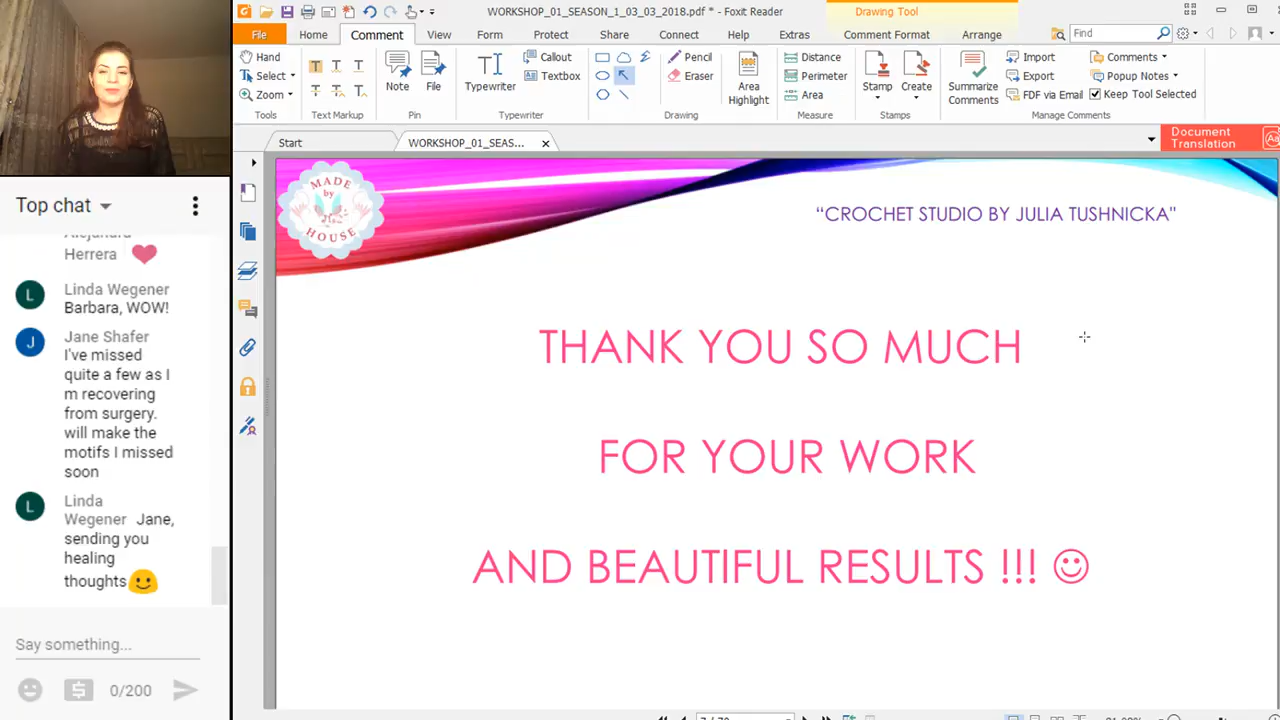 WORKSHOP_01_SEASON_1_03_03_2018.pdf * - Foxit Reader
Drawing Tool
File Home Comment View Form Protect Share Connect Help Extras Comment Format Arrange Find
Hand
Select
Zoom
Tools
Text Markup
Note
File
Pin
Typewriter
Callout
Textbox
Typewriter
Pencil
Eraser
Area
Highlight
Drawing
Distance
Perimeter
Area
Measure
Stamp
Create
Stamps
Summarize
Comments
Import
Export
FDF via Email
Comments
Popup Notes
Keep Tool Selected
Manage Comments
Start
WORKSHOP_01_SEAS...
Document
Translation
Top chat
Herrera
Linda Wegener
Barbara, WOW!
Jane Shafer
I've missed
quite a few as I
m recovering
from surgery.
will make the
motifs I missed
soon
Linda
Wegener Jane,
sending you
healing
thoughts
Say something...
0/200
MADE
by
HOUSE
“CROCHET STUDIO BY JULIA TUSHNICKA"
THANK YOU SO MUCH
FOR YOUR WORK
AND BEAUTIFUL RESULTS !!! ☺